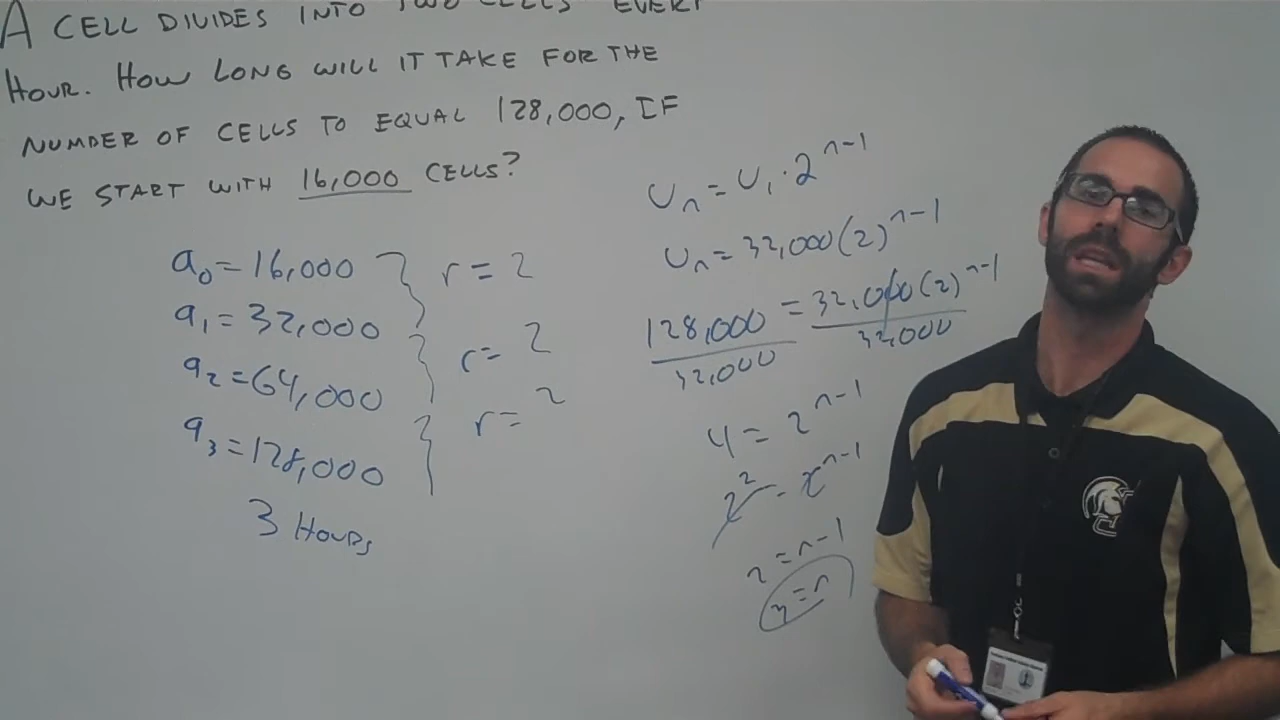 A CELL DIVIDES INTO TWO CELLS EVERY
HOUR. HOW LONG WILL IT TAKE FOR THE
NUMBER OF CELLS TO EQUAL 128,000, IF
WE START WITH 16,000 CELLS?
a₀ = 16,000
r = 2
a₁ = 32,000
r = 2
a₂ = 64,000
r = 2
a₃ = 128,000
3 HOURS
Uₙ = U₁ · 2ⁿ⁻¹
Uₙ = 32,000(2)ⁿ⁻¹
128,000 = 32,000(2)ⁿ⁻¹
32,000 32,000
4 = 2ⁿ⁻¹
2² = 2ⁿ⁻¹
2 = n-1
3 = n